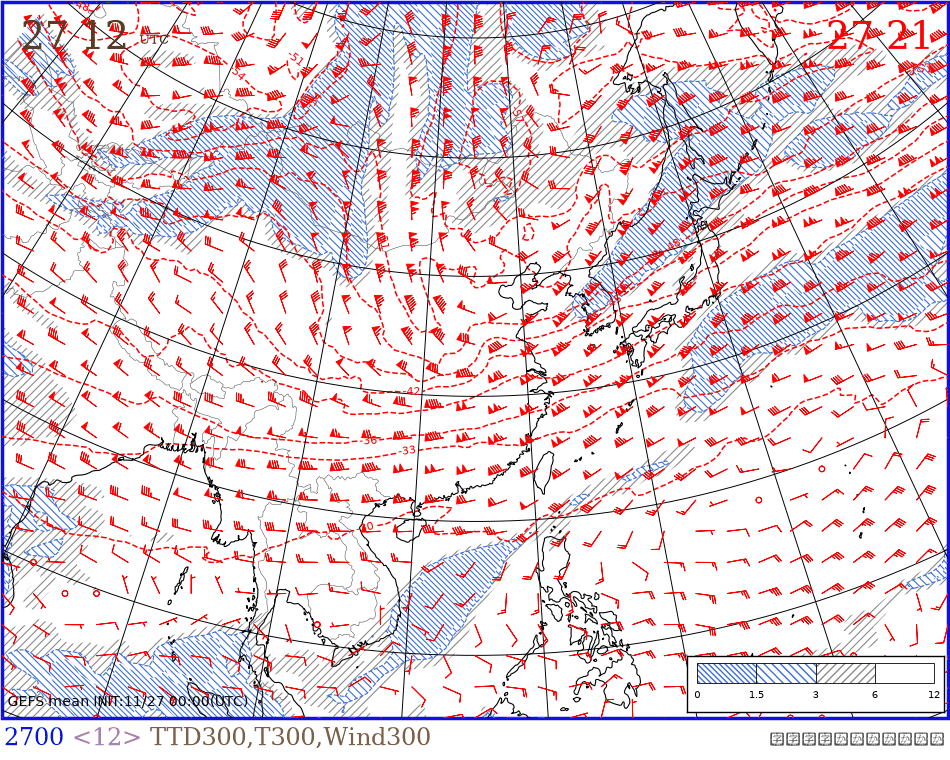 27 12 UTC 27 21
-42
-36
-33
GEFS mean INIT:11/27 00:00(UTC)
0 1.5 3 6 12
2700 <12> TTD300,T300,Wind300